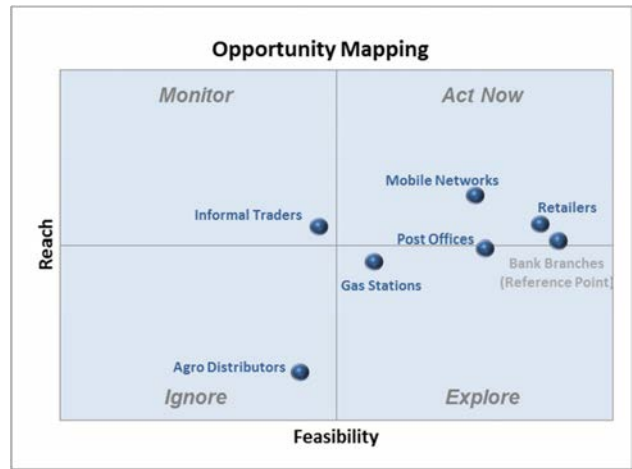 Opportunity Mapping
Monitor
Act Now
Mobile Networks
Informal Traders
Retailers
Post Offices
Bank Branches
(Reference Point)
Gas Stations
Agro Distributors
Ignore
Explore
Reach
Feasibility